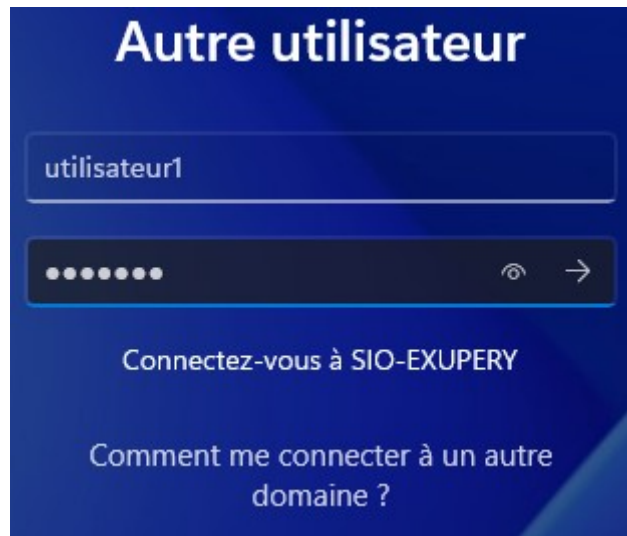 Autre utilisateur
utilisateur1
•••••••
Connectez-vous à SIO-EXUPERY
Comment me connecter à un autre
domaine ?